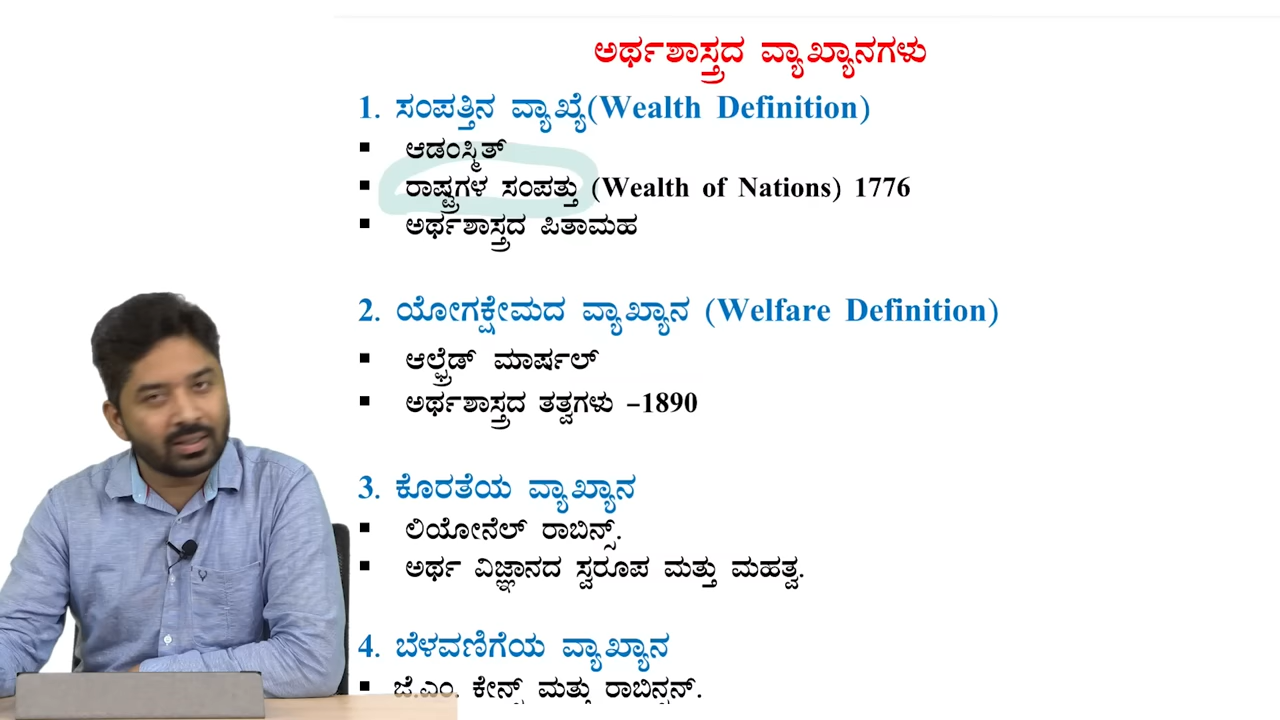 ಅರ್ಥಶಾಸ್ತ್ರದ ವ್ಯಾಖ್ಯಾನಗಳು
1. ಸಂಪತ್ತಿನ ವ್ಯಾಖ್ಯೆ(Wealth Definition)
▪ ಆಡಂಸ್ಮಿತ್
▪ ರಾಷ್ಟ್ರಗಳ ಸಂಪತ್ತು (Wealth of Nations) 1776
▪ ಅರ್ಥಶಾಸ್ತ್ರದ ಪಿತಾಮಹ
2. ಯೋಗಕ್ಷೇಮದ ವ್ಯಾಖ್ಯಾನ (Welfare Definition)
▪ ಆಲ್ಫ್ರೆಡ್ ಮಾರ್ಷಲ್
▪ ಅರ್ಥಶಾಸ್ತ್ರದ ತತ್ವಗಳು –1890
3. ಕೊರತೆಯ ವ್ಯಾಖ್ಯಾನ
▪ ಲಿಯೋನೆಲ್ ರಾಬಿನ್ಸ್.
▪ ಅರ್ಥ ವಿಜ್ಞಾನದ ಸ್ವರೂಪ ಮತ್ತು ಮಹತ್ವ.
4. ಬೆಳವಣಿಗೆಯ ವ್ಯಾಖ್ಯಾನ
▪ ಜೆ.ಎಂ. ಕೇನ್ಸ್ ಮತ್ತು ರಾಬಿನ್ಸನ್.